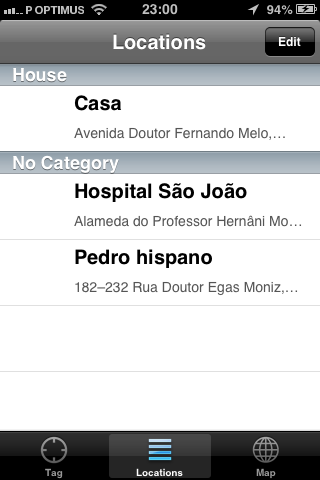 P OPTIMUS 23:00 94%
Locations Edit
House
Casa
Avenida Doutor Fernando Melo,...
No Category
Hospital São João
Alameda do Professor Hernâni Mo...
Pedro hispano
182–232 Rua Doutor Egas Moniz,...
Tag Locations Map